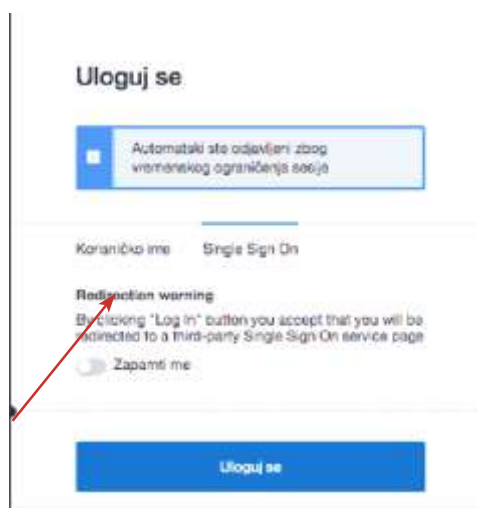 Uloguj se
Automatski ste odjavljeni zbog
vremenskog ograničenja sesije
Korisničko ime Single Sign On
Redirection warning
By clicking "Log In" button you accept that you will be
redirected to a third-party Single Sign On service page
Zapamti me
Uloguj se